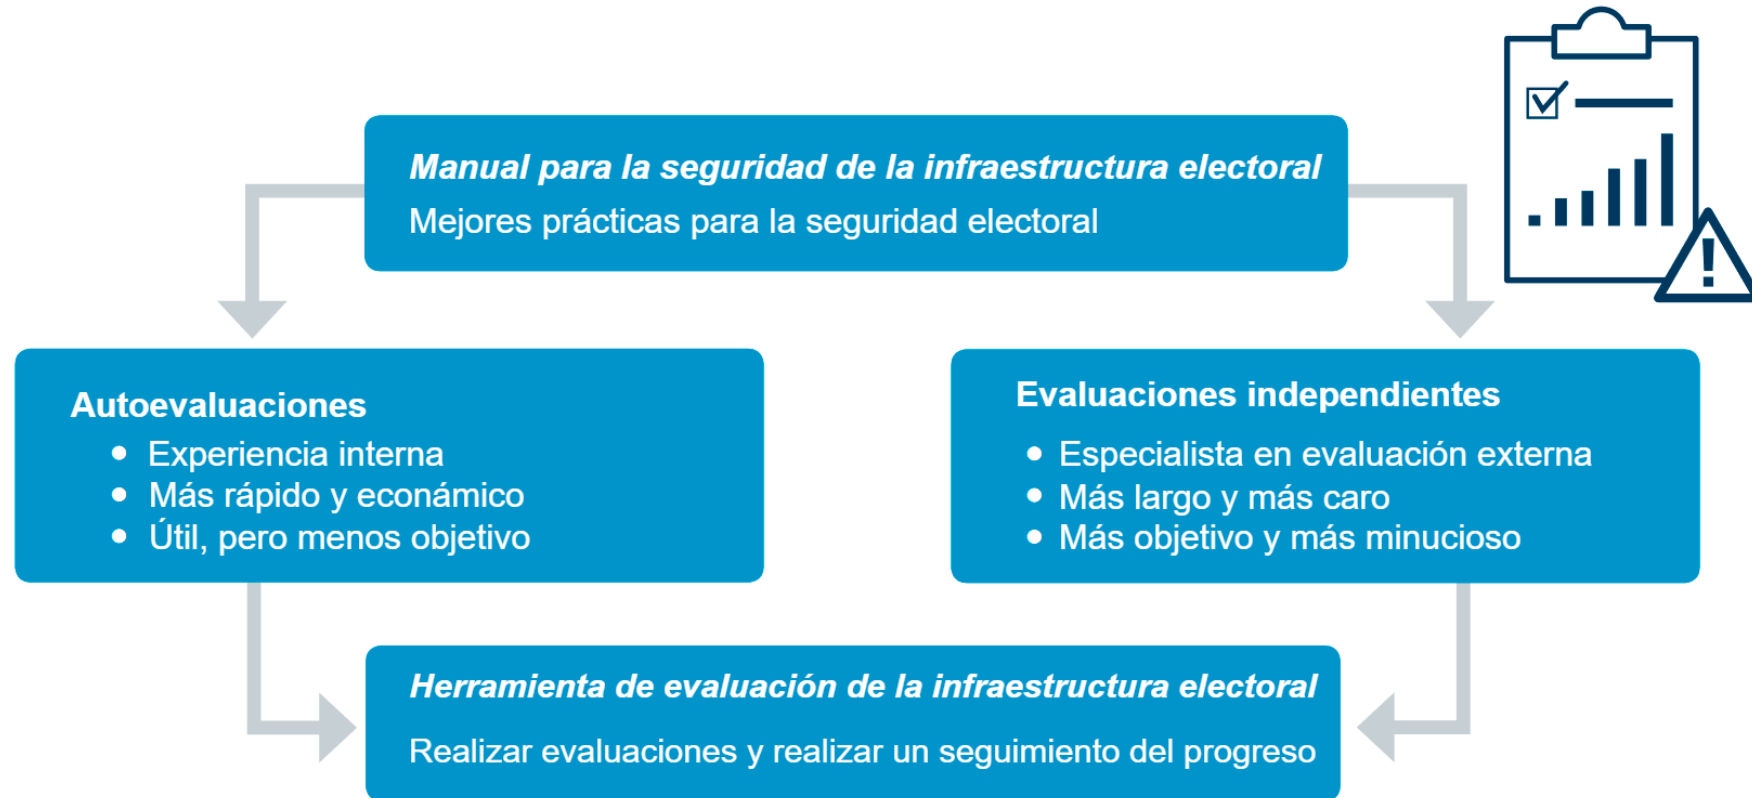 Manual para la seguridad de la infraestructura electoral
Mejores prácticas para la seguridad electoral
Autoevaluaciones
• Experiencia interna
• Más rápido y econámico
• Útil, pero menos objetivo
Evaluaciones independientes
• Especialista en evaluación externa
• Más largo y más caro
• Más objetivo y más minucioso
Herramienta de evaluación de la infraestructura electoral
Realizar evaluaciones y realizar un seguimiento del progreso